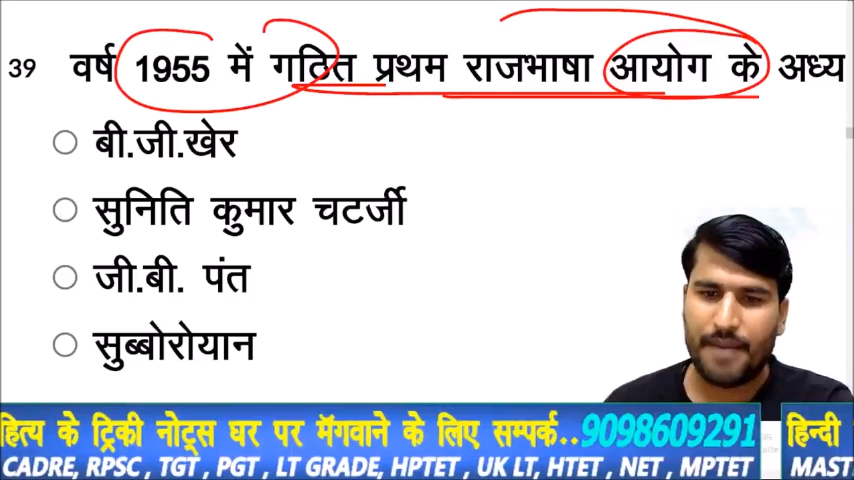 39 वर्ष 1955 में गठित प्रथम राजभाषा आयोग के अध्य
बी.जी.खेर
सुनिति कुमार चटर्जी
जी.बी. पंत
सुब्बोरोयान
हित्य के ट्रिकी नोट्स घर पर मॅगवाने के लिए सम्पर्क..9098609291 हिन्दी
CADRE, RPSC , TGT , PGT , LT GRADE, HPTET , UK LT, HTET , NET , MPTET MAST